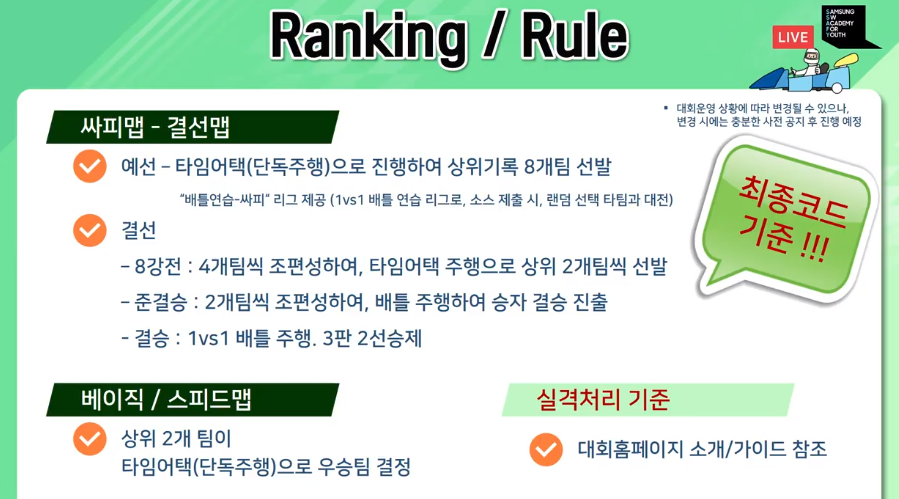 Ranking / Rule
LIVE
SAMSUNG
SW
ACADEMY
FOR
YOUTH
▪ 대회운영 상황에 따라 변경될 수 있으나,
변경 시에는 충분한 사전 공지 후 진행 예정
싸피맵 - 결선맵
예선 – 타임어택(단독주행)으로 진행하여 상위기록 8개팀 선발
“배틀연습-싸피” 리그 제공 (1vs1 배틀 연습 리그로, 소스 제출 시, 랜덤 선택 타팀과 대전)
최종코드
기준 !!!
결선
– 8강전 : 4개팀씩 조편성하여, 타임어택 주행으로 상위 2개팀씩 선발
– 준결승 : 2개팀씩 조편성하여, 배틀 주행하여 승자 결승 진출
- 결승 : 1vs1 배틀 주행. 3판 2선승제
베이직 / 스피드맵
상위 2개 팀이
타임어택(단독주행)으로 우승팀 결정
실격처리 기준
대회홈페이지 소개/가이드 참조